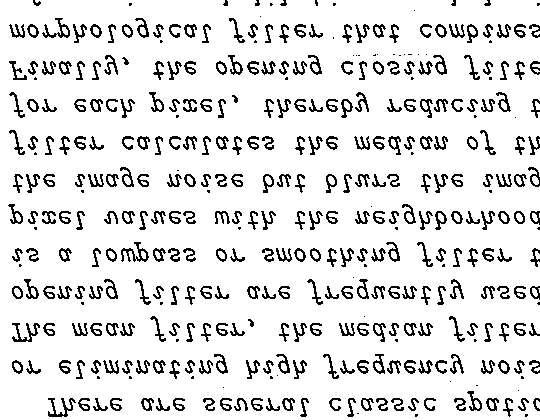 There are several classic spatia
or eliminating high frequency nois
The mean filter, the median filter
opening filter are frequently used
is a lowpass or smoothing filter t
pixel values with the neighborhood
the image noise but blurs the imag
filter calculates the median of th
for each pixel, thereby reducing t
Finally, the opening closing filte
morphological filter that combines